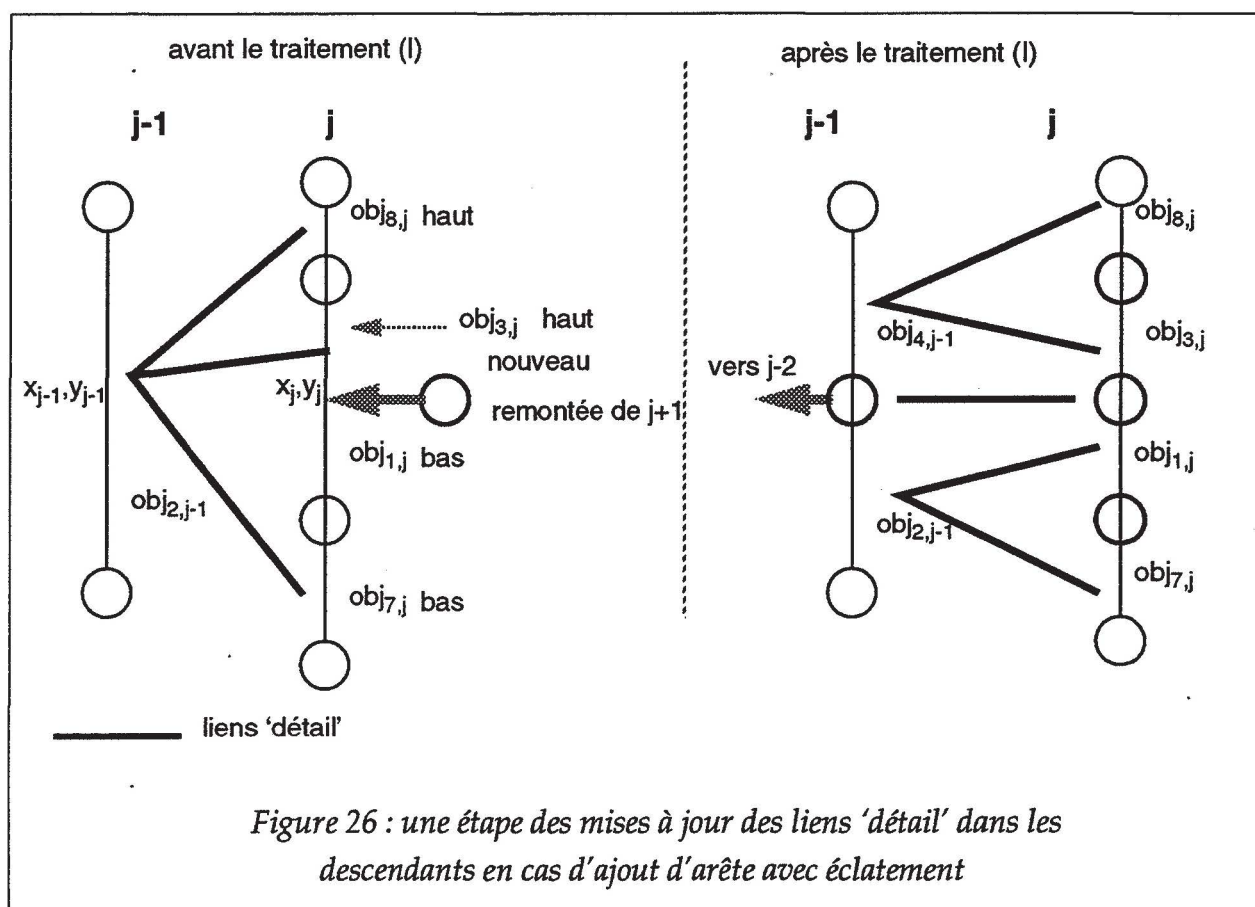 avant le traitement (I)
j-1
j
obj8,j haut
obj3,j haut
nouveau
xj-1,yj-1
xj,yj
remontée de j+1
obj1,j bas
obj2,j-1
obj7,j bas
liens ‘détail’
après le traitement (I)
j-1
j
obj8,j
obj4,j-1
obj3,j
vers j-2
obj1,j
obj2,j-1
obj7,j
Figure 26 : une étape des mises à jour des liens ‘détail’ dans les
descendants en cas d'ajout d'arête avec éclatement